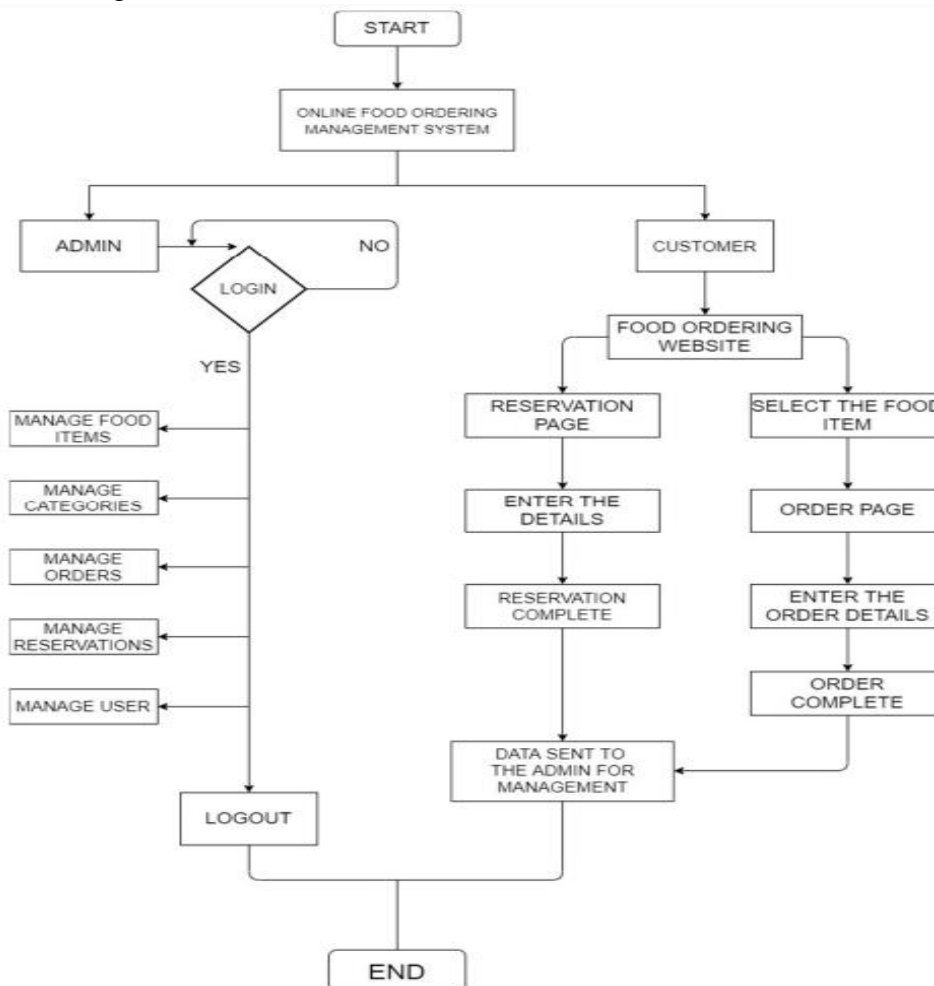 START
ONLINE FOOD ORDERING
MANAGEMENT SYSTEM
ADMIN
NO
CUSTOMER
LOGIN
FOOD ORDERING
WEBSITE
YES
RESERVATION
PAGE
SELECT THE FOOD
ITEM
MANAGE FOOD
ITEMS
MANAGE
CATEGORIES
ENTER THE
DETAILS
ORDER PAGE
MANAGE
ORDERS
RESERVATION
COMPLETE
ENTER THE
ORDER DETAILS
MANAGE
RESERVATIONS
MANAGE USER
ORDER
COMPLETE
DATA SENT TO
THE ADMIN FOR
MANAGEMENT
LOGOUT
END